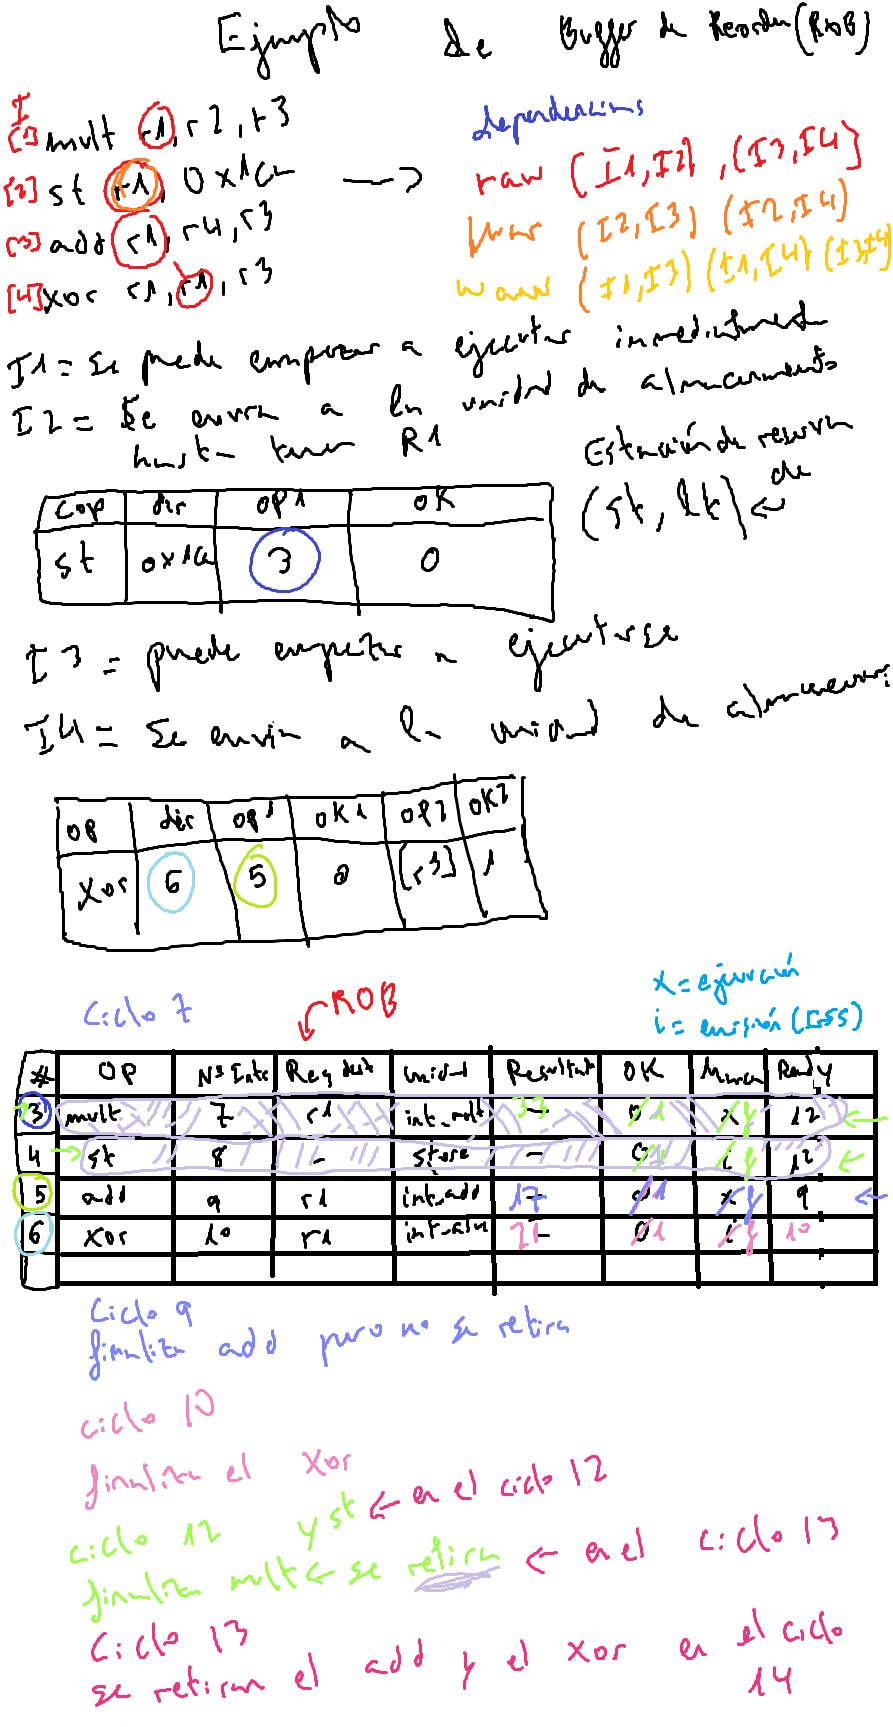 Ejemplo de Buffer de Reorden (ROB)
I
[1] mult r1, r2, r3
[2] st r1, 0x1ca
[3] add r1, r4, r3
[4] xor r1, r1, r3
dependencias
raw (I1,I2), (I3,I4)
war (I2,I3) (I2,I4)
waw (I1,I3) (I1,I4) (I3,I4)
I1 = Se puede empezar a ejecutar inmediatamente
I2 = Se envia a la unidad de almacenamiento
hasta tener R1
Estación de reserva
de
(st, lt) ←
Cop dir OP1 OK
st 0x1ca 3 0
I3 = puede empezar a ejecutarse
I4 = Se envia a la unidad de almacenami
OP dir OP1 OK1 OP2 OK2
Xor 6 5 0 [r3] 1
Ciclo 7
ROB
x = ejecución
i = emisión (ISS)
# OP Nº Inte Reg dest unidad Resultat OK Marca Ready
3 mult 7 r1 int_mult 33 0 1 x f 12
4 st 8 - store - 0 1 i f 12
5 add 9 r1 int_add 17 0 1 x f 9
6 xor 10 r1 int_alu 21 0 1 i f 10
Ciclo 9
finaliza add pero no se retira
ciclo 10
finaliza el xor
ciclo 12 y st ← en el ciclo 12
finaliza mult ← se retira ← en el ciclo 13
Ciclo 13
se retiran el add y el xor en el ciclo
14